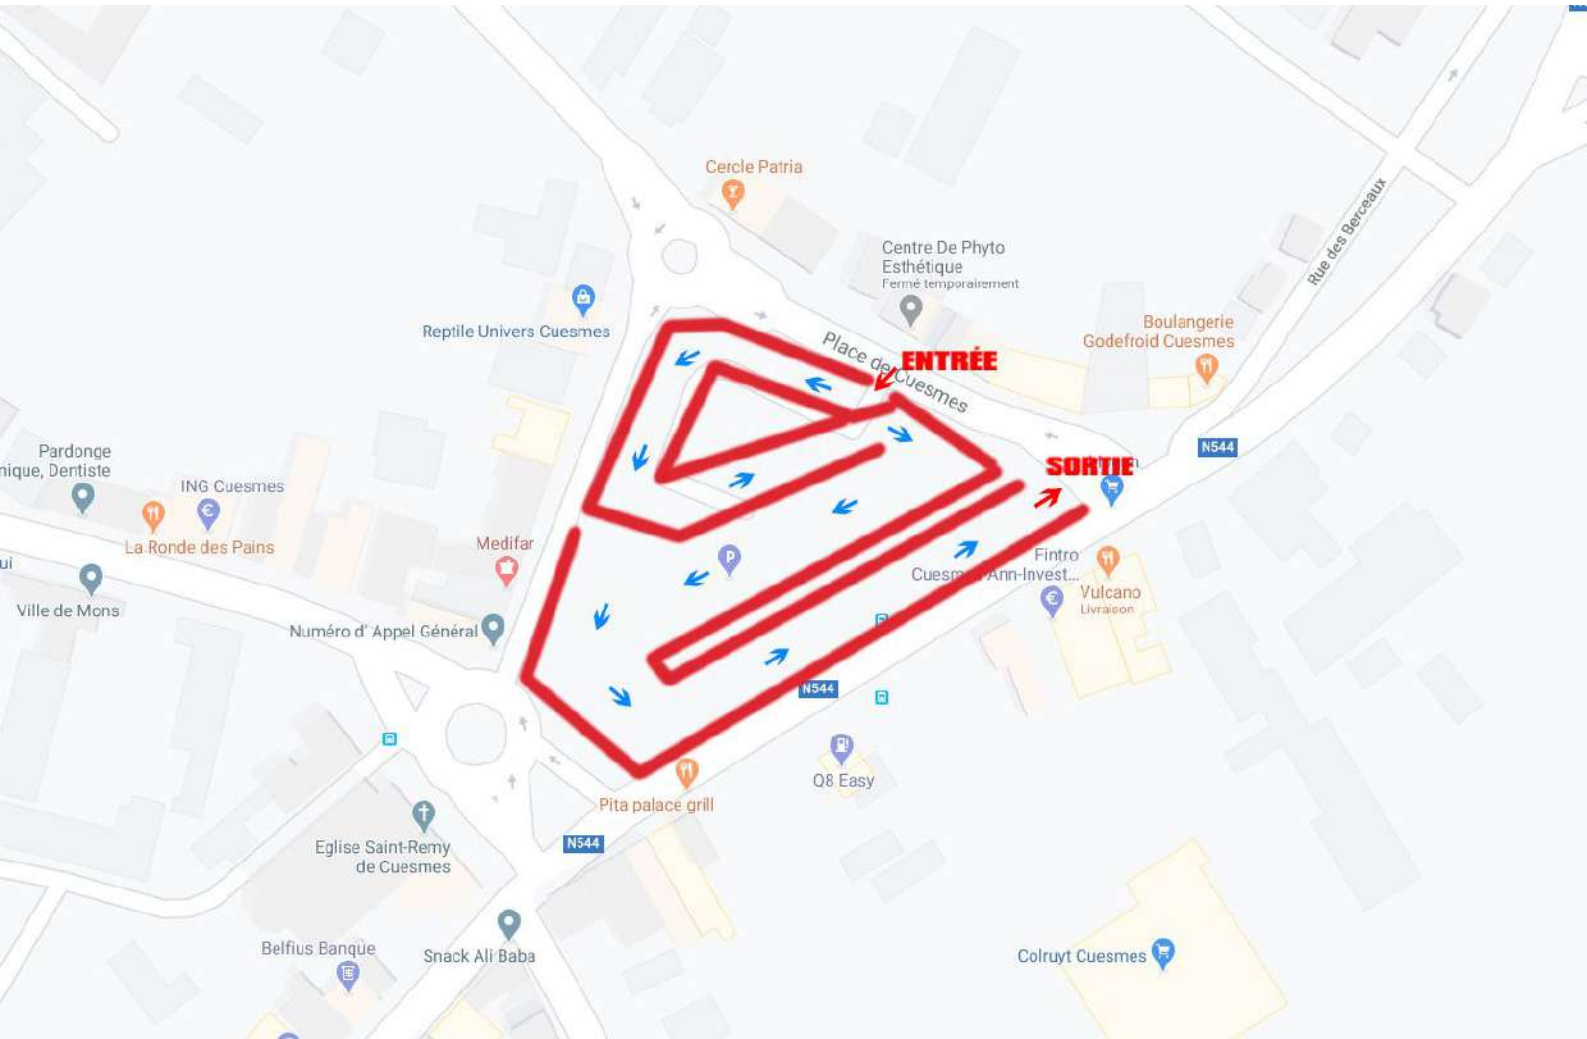 Cercle Patria
Centre De Phyto
Esthétique
Fermé temporairement
Reptile Univers Cuesmes
Boulangerie
Godefroid Cuesmes
Rue des Berceaux
Place de Cuesmes
ENTRÉE
N544
SORTIE
Pardonge
nique, Dentiste
ING Cuesmes
La Ronde des Pains
Medifar
P
Fintro
Ann-Invest...
Vulcano
Livraison
Ville de Mons
Numéro d' Appel Général
N544
Q8 Easy
Pita palace grill
N544
Eglise Saint-Remy
de Cuesmes
Belfius Banque
Snack Ali Baba
Colruyt Cuesmes